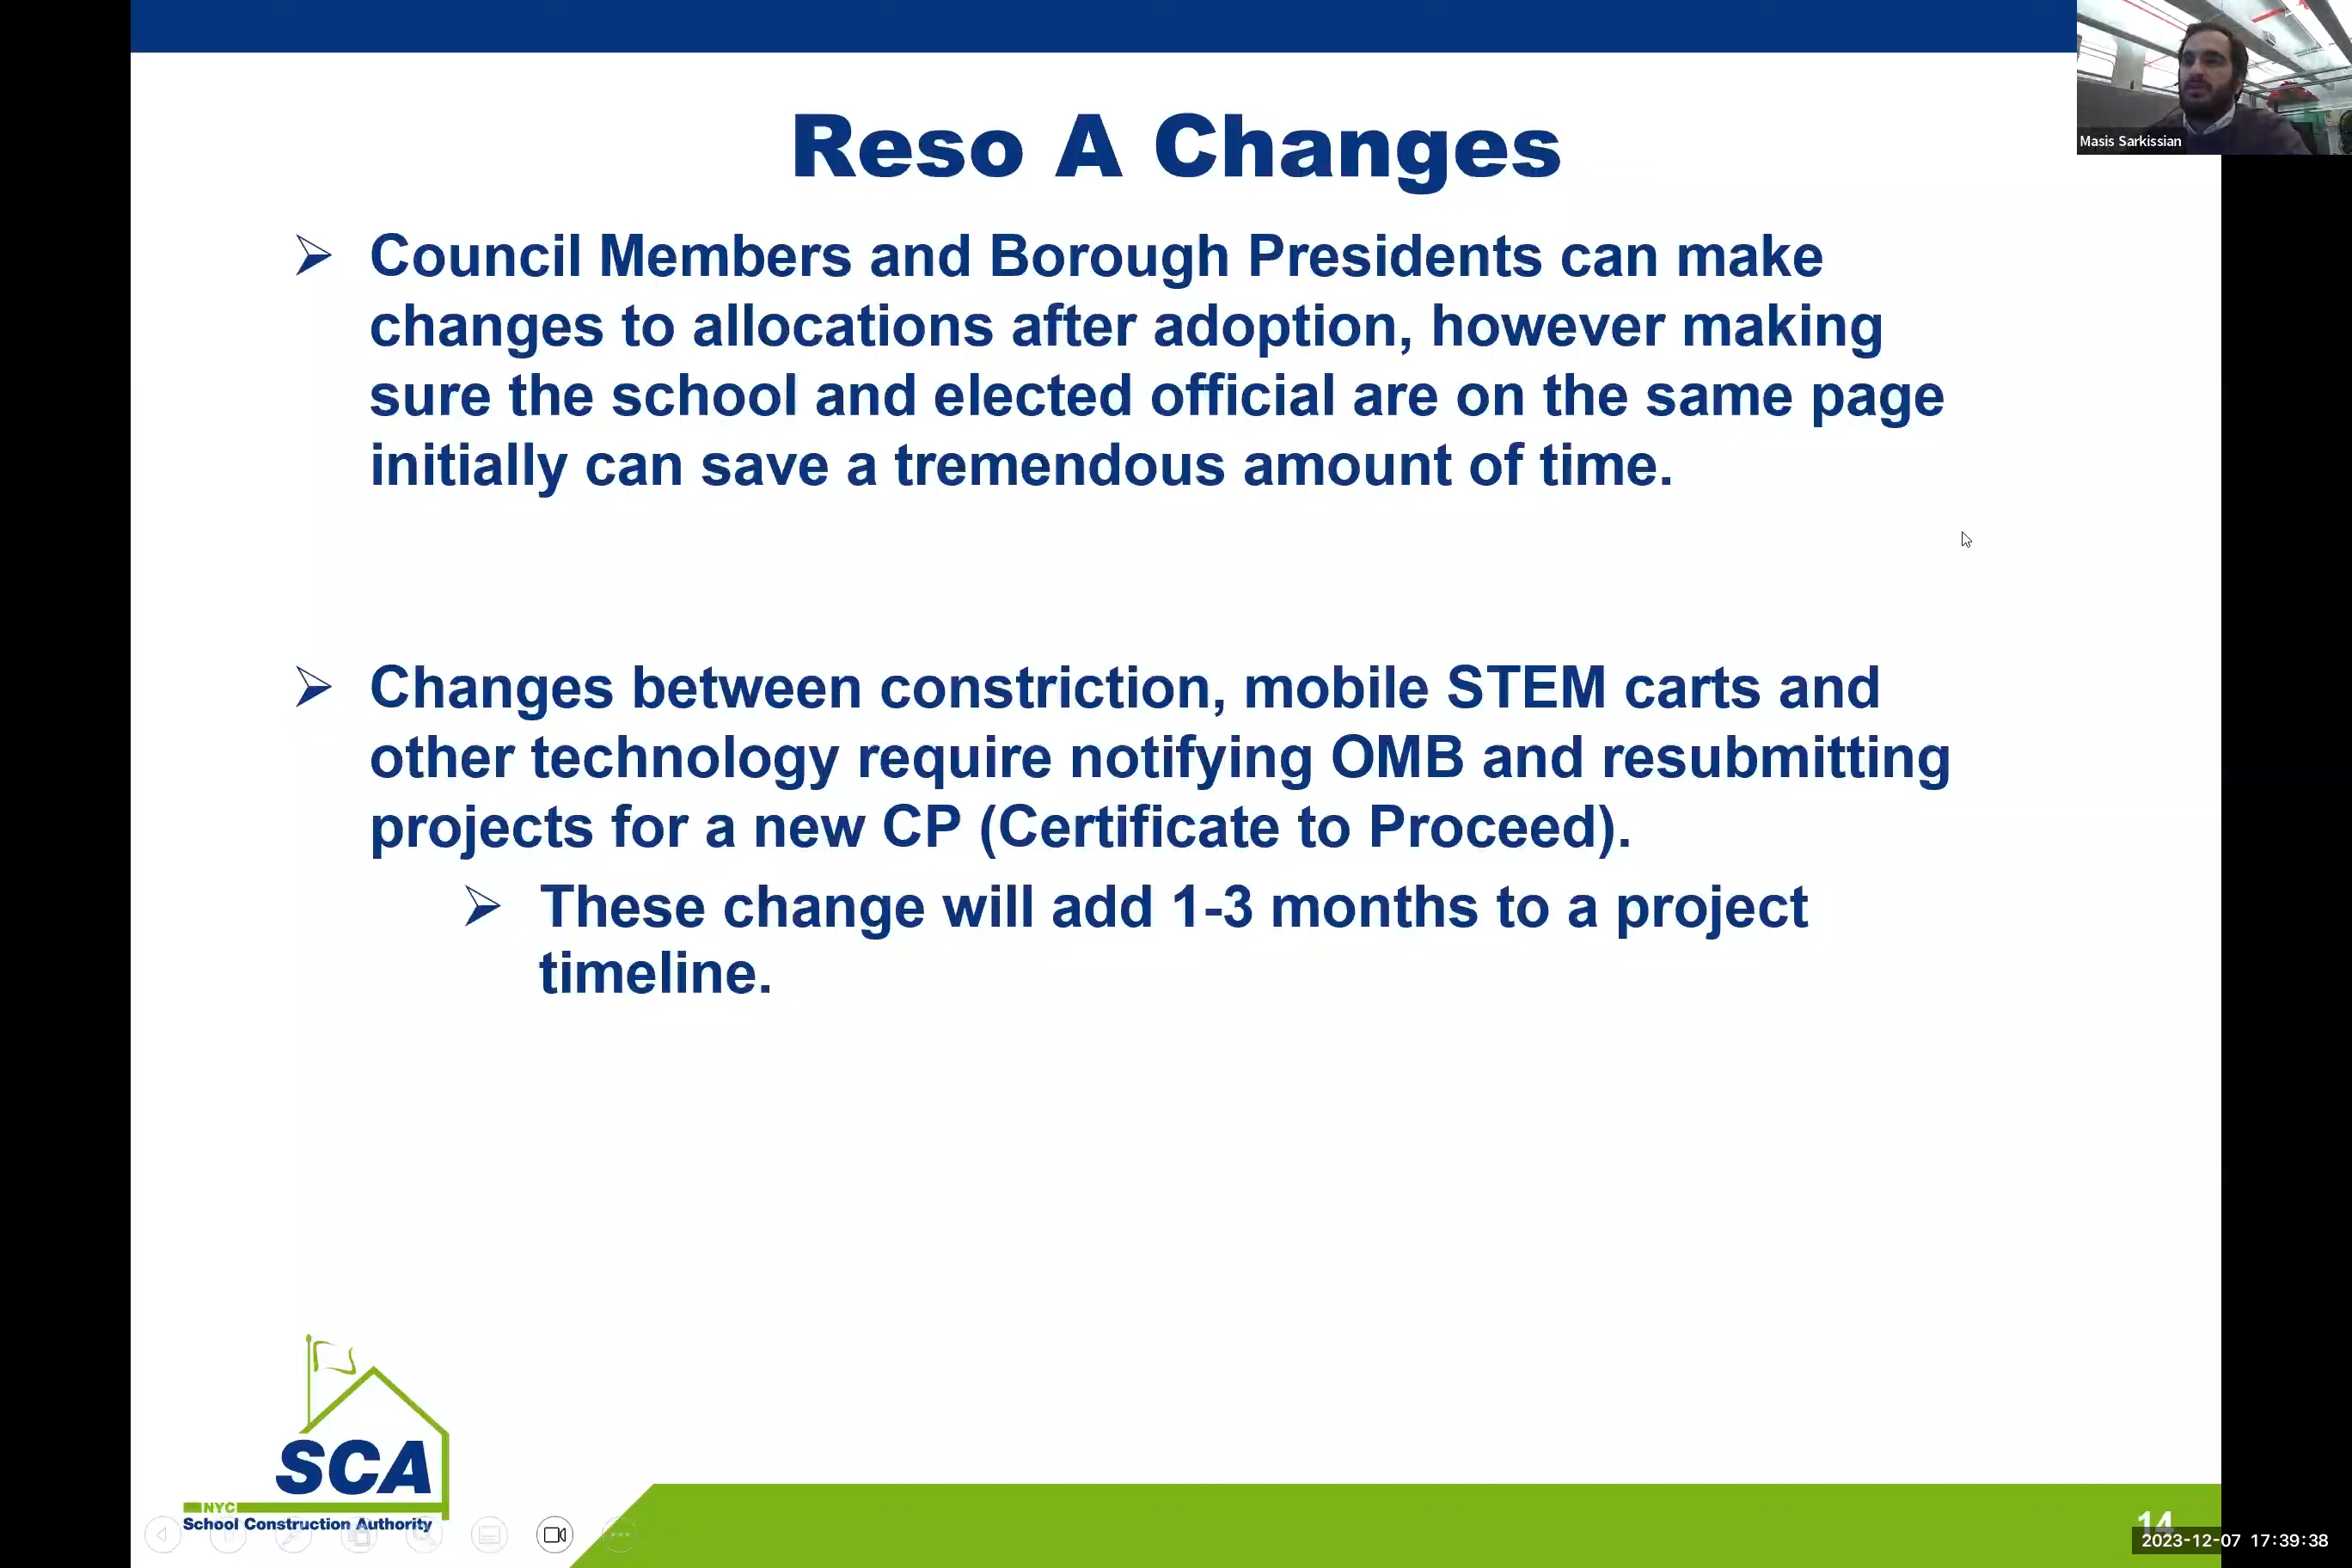 Reso A Changes
Masis Sarkissian
Council Members and Borough Presidents can make
changes to allocations after adoption, however making
sure the school and elected official are on the same page
initially can save a tremendous amount of time.
Changes between constriction, mobile STEM carts and
other technology require notifying OMB and resubmitting
projects for a new CP (Certificate to Proceed).
These change will add 1-3 months to a project
timeline.
SCA
NYC
School Construction Authority
14
2023-12-07 17:39:38